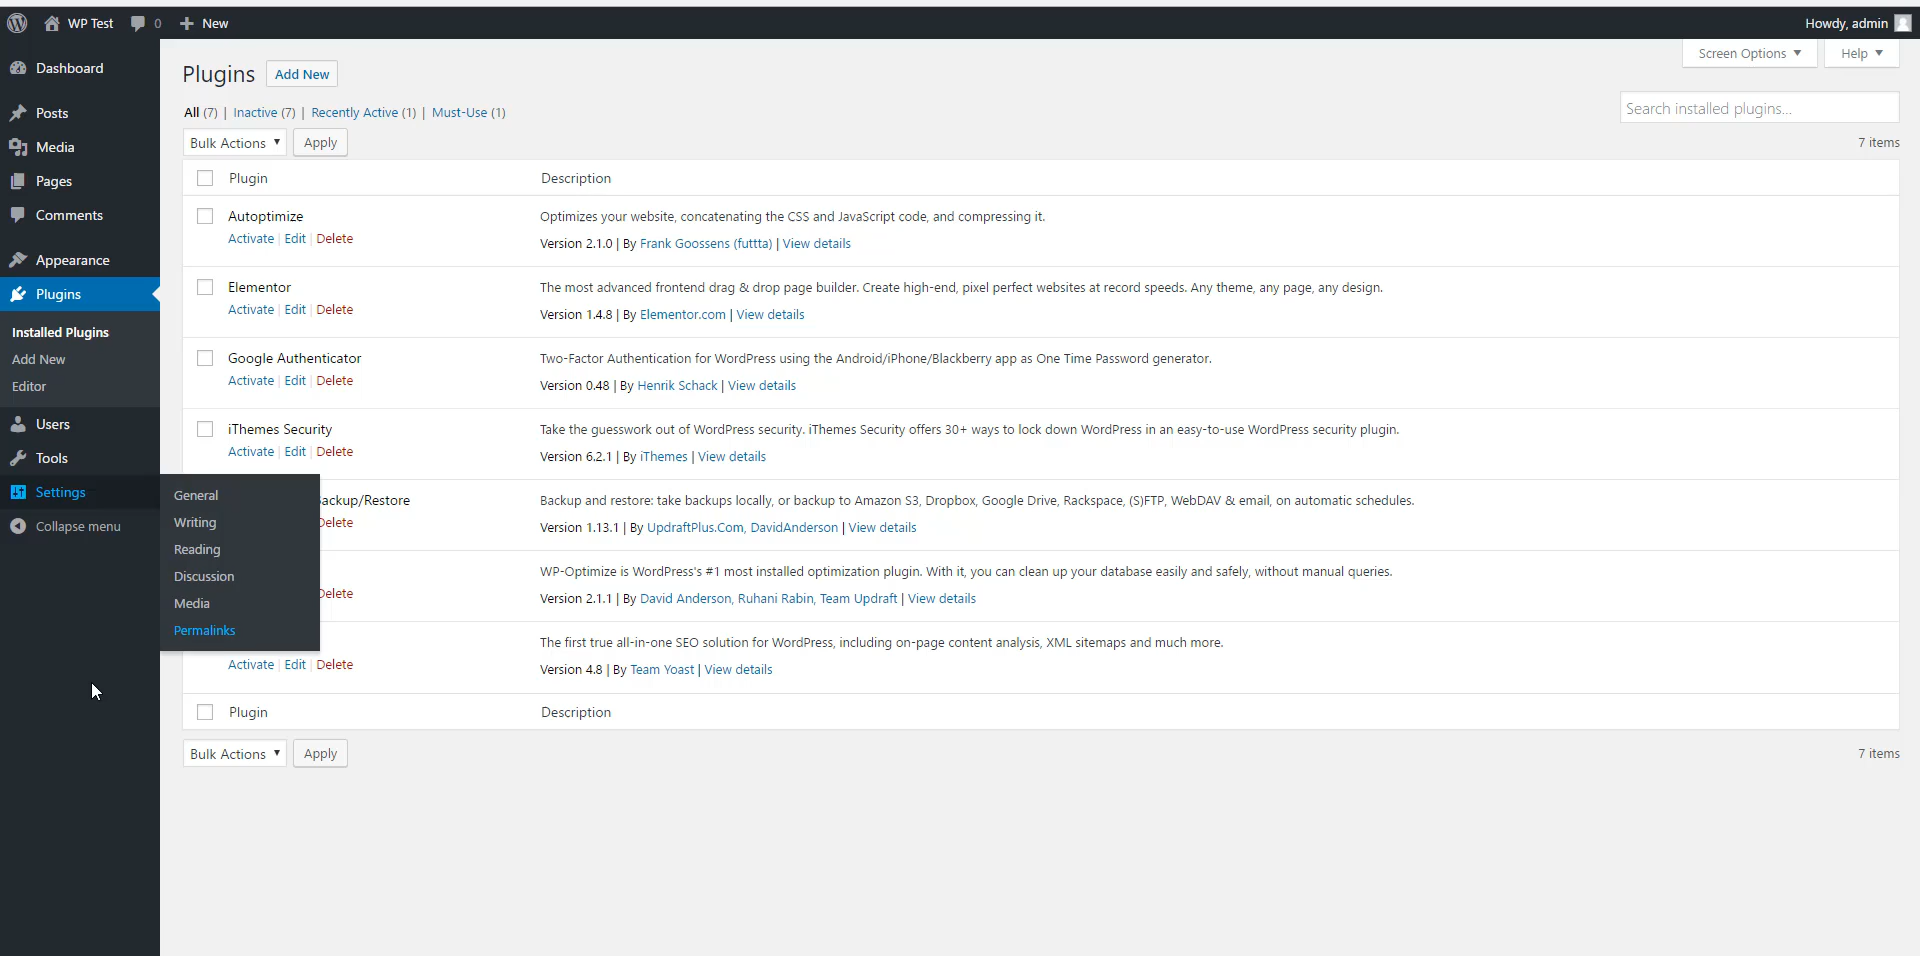 WP Test
0
New
Howdy, admin
Dashboard
Posts
Media
Pages
Comments
Appearance
Plugins
Installed Plugins
Add New
Editor
Users
Tools
Settings
Collapse menu
General
Writing
Reading
Discussion
Media
Permalinks
Screen Options ▼
Help ▼
Plugins
Add New
All (7) | Inactive (7) | Recently Active (1) | Must-Use (1)
Search installed plugins...
Bulk Actions ▼
Apply
7 items
Plugin
Description
Autoptimize
Activate | Edit | Delete
Optimizes your website, concatenating the CSS and JavaScript code, and compressing it.
Version 2.1.0 | By Frank Goossens (futtta) | View details
Elementor
Activate | Edit | Delete
The most advanced frontend drag & drop page builder. Create high-end, pixel perfect websites at record speeds. Any theme, any page, any design.
Version 1.4.8 | By Elementor.com | View details
Google Authenticator
Activate | Edit | Delete
Two-Factor Authentication for WordPress using the Android/iPhone/Blackberry app as One Time Password generator.
Version 0.48 | By Henrik Schack | View details
iThemes Security
Activate | Edit | Delete
Take the guesswork out of WordPress security. iThemes Security offers 30+ ways to lock down WordPress in an easy-to-use WordPress security plugin.
Version 6.2.1 | By iThemes | View details
Backup/Restore
Delete
Backup and restore: take backups locally, or backup to Amazon S3, Dropbox, Google Drive, Rackspace, (S)FTP, WebDAV & email, on automatic schedules.
Version 1.13.1 | By UpdraftPlus.Com, DavidAnderson | View details
Delete
WP-Optimize is WordPress's #1 most installed optimization plugin. With it, you can clean up your database easily and safely, without manual queries.
Version 2.1.1 | By David Anderson, Ruhani Rabin, Team Updraft | View details
Activate | Edit | Delete
The first true all-in-one SEO solution for WordPress, including on-page content analysis, XML sitemaps and much more.
Version 4.8 | By Team Yoast | View details
Plugin
Description
Bulk Actions ▼
Apply
7 items